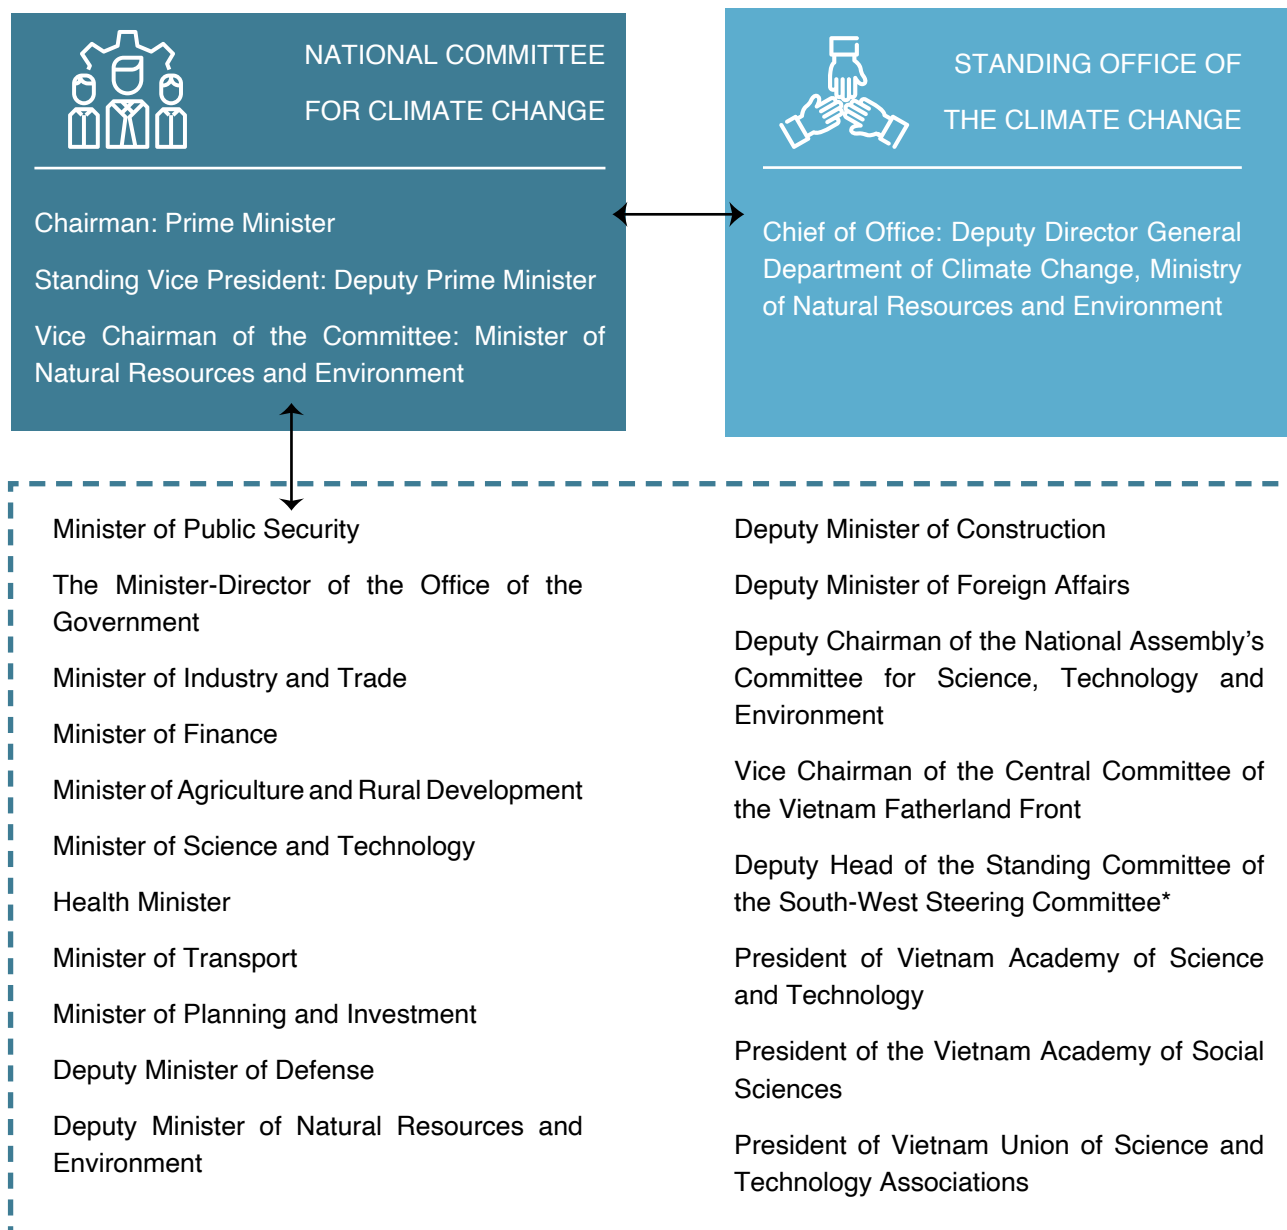 NATIONAL COMMITTEE
FOR CLIMATE CHANGE
Chairman: Prime Minister
Standing Vice President: Deputy Prime Minister
Vice Chairman of the Committee: Minister of
Natural Resources and Environment
STANDING OFFICE OF
THE CLIMATE CHANGE
Chief of Office: Deputy Director General
Department of Climate Change, Ministry
of Natural Resources and Environment
Minister of Public Security
The Minister-Director of the Office of the
Government
Minister of Industry and Trade
Minister of Finance
Minister of Agriculture and Rural Development
Minister of Science and Technology
Health Minister
Minister of Transport
Minister of Planning and Investment
Deputy Minister of Defense
Deputy Minister of Natural Resources and
Environment
Deputy Minister of Construction
Deputy Minister of Foreign Affairs
Deputy Chairman of the National Assembly’s
Committee for Science, Technology and
Environment
Vice Chairman of the Central Committee of
the Vietnam Fatherland Front
Deputy Head of the Standing Committee of
the South-West Steering Committee*
President of Vietnam Academy of Science
and Technology
President of the Vietnam Academy of Social
Sciences
President of Vietnam Union of Science and
Technology Associations